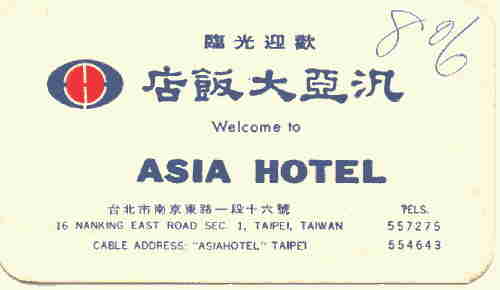 歡迎光臨
806
汎亞大飯店
Welcome to
ASIA HOTEL
台北市南京東路一段十六號 TELS.
16 NANKING EAST ROAD SEC. 1, TAIPEI, TAIWAN 557275
CABLE ADDRESS: "ASIAHOTEL" TAIPEI 554643